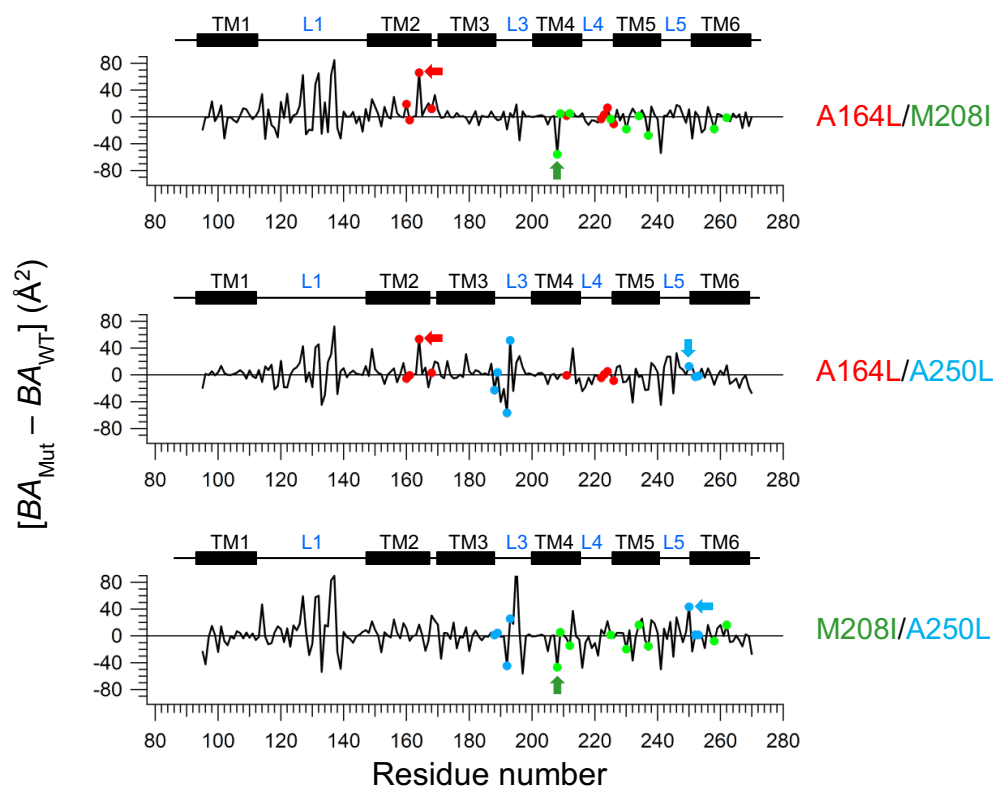 TM1 L1 TM2 TM3 L3 TM4 L4 TM5 L5 TM6
80
40
0
-40
-80
80 100 120 140 160 180 200 220 240 260 280
A164L/M208I
TM1 L1 TM2 TM3 L3 TM4 L4 TM5 L5 TM6
80
40
0
-40
-80
80 100 120 140 160 180 200 220 240 260 280
A164L/A250L
[BA_Mut − BA_WT] (Å²)
TM1 L1 TM2 TM3 L3 TM4 L4 TM5 L5 TM6
80
40
0
-40
-80
80 100 120 140 160 180 200 220 240 260 280
M208I/A250L
Residue number